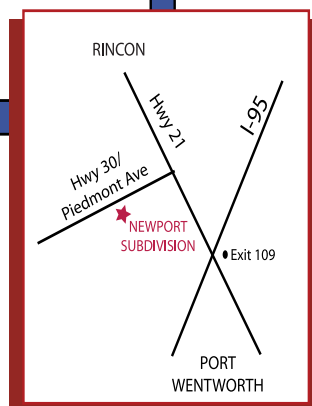 RINCON
Hwy 21
I-95
Hwy 30/
Piedmont Ave
NEWPORT
SUBDIVISION
Exit 109
PORT
WENTWORTH